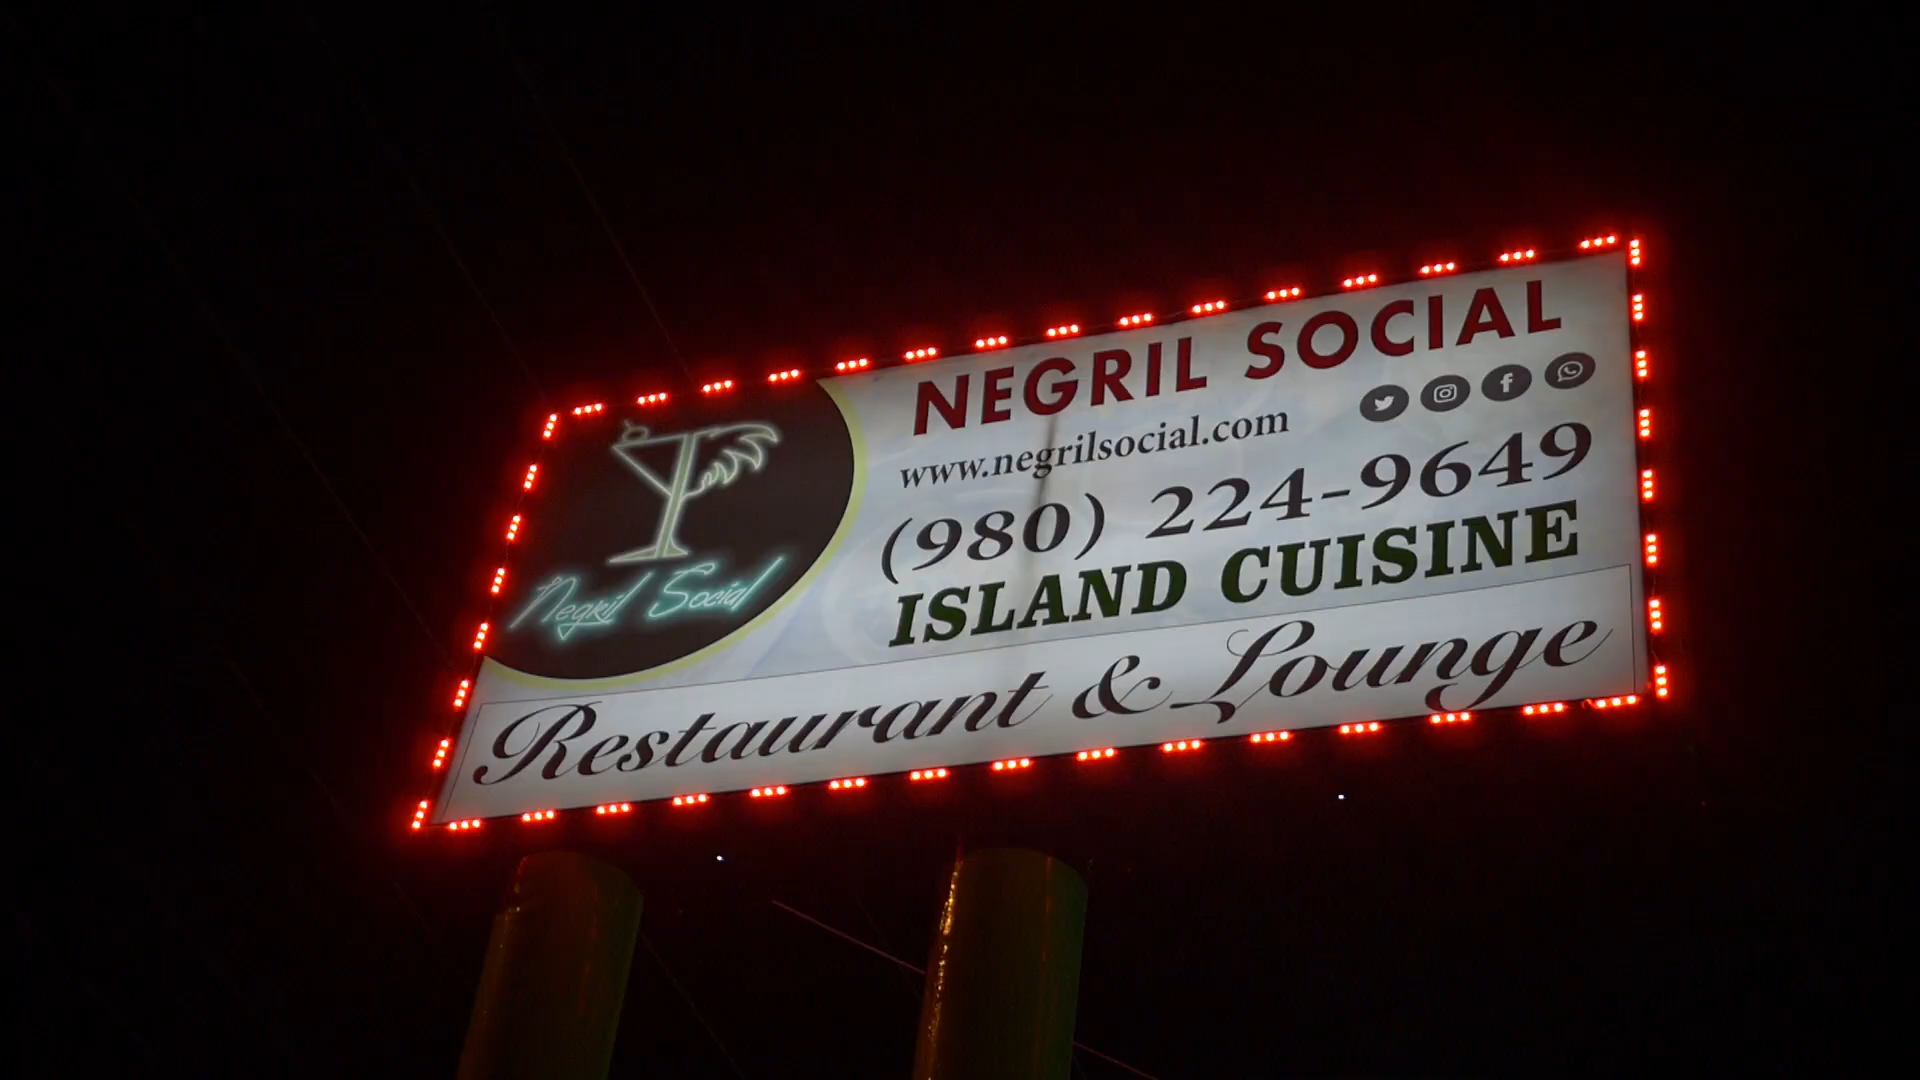 Negril Social
NEGRIL SOCIAL
www.negrilsocial.com
(980) 224-9649
ISLAND CUISINE
Restaurant & Lounge